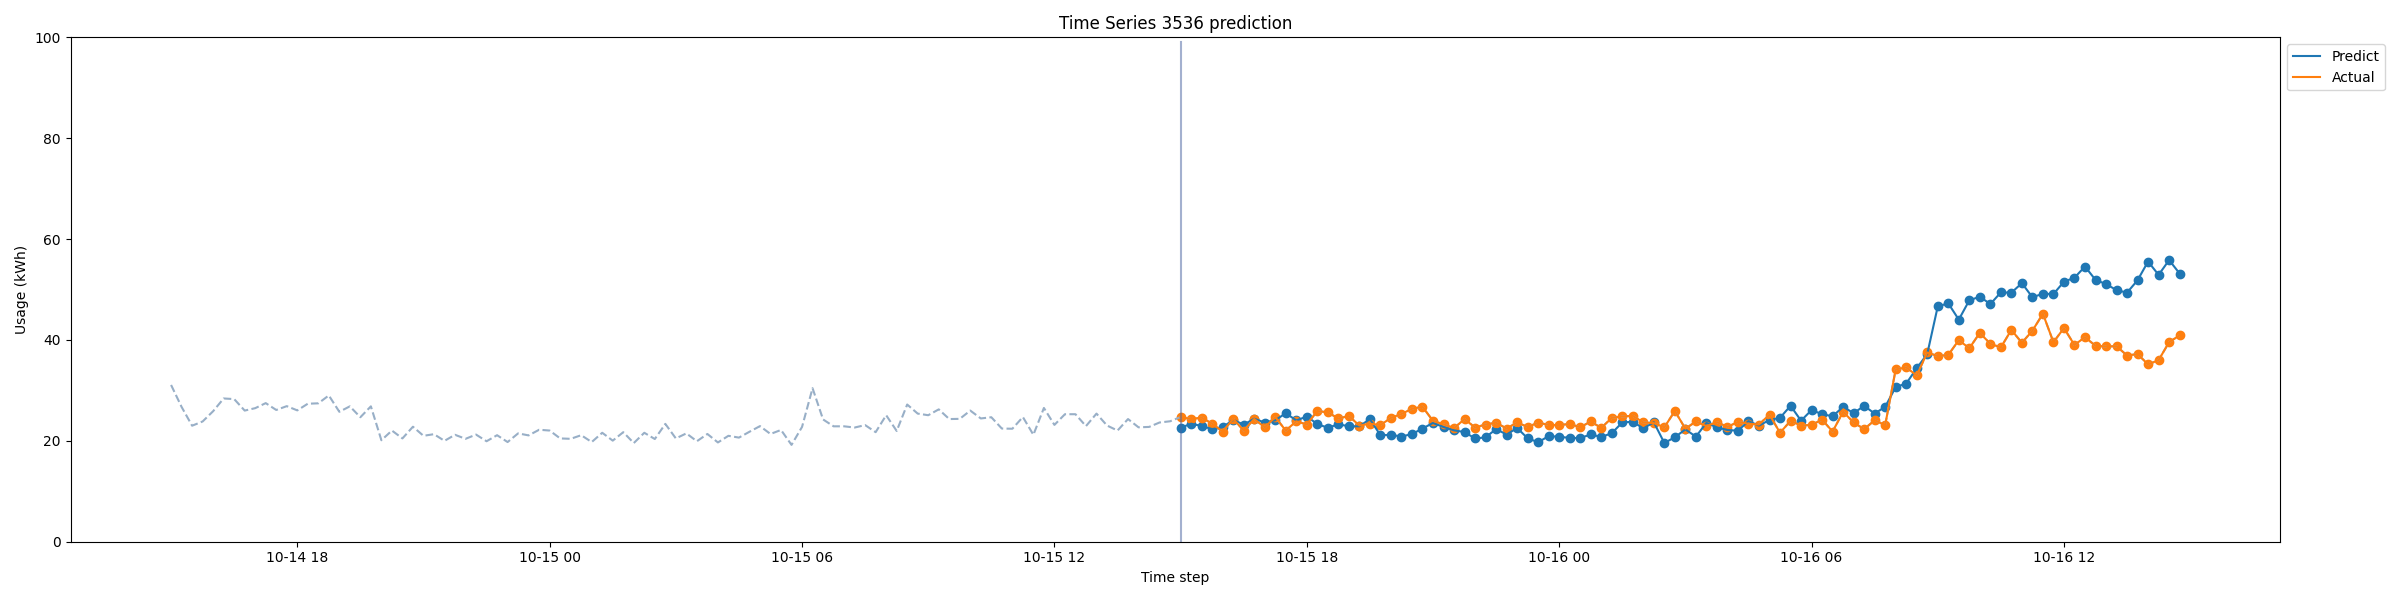 Time Series 3536 prediction
Predict
Actual
Usage (kWh)
100
80
60
40
20
0
10-14 18
10-15 00
10-15 06
10-15 12
10-15 18
10-16 00
10-16 06
10-16 12
Time step